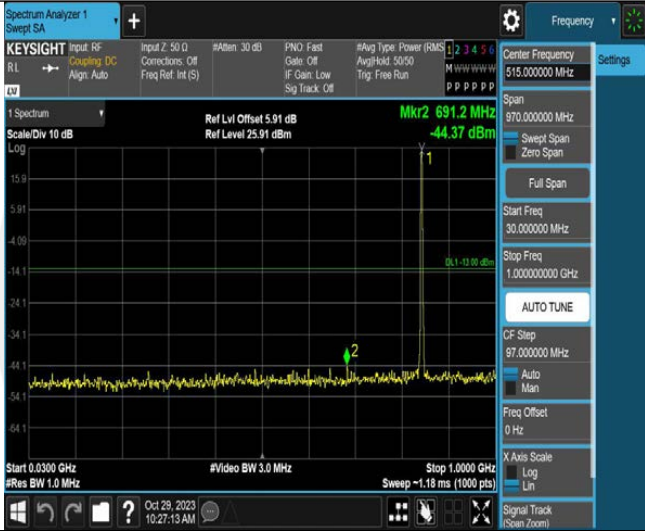 Spectrum Analyzer 1
Swept SA
+
Frequency
KEYSIGHT
RL
LXI
Input: RF
Coupling: DC
Align: Auto
Input Z: 50 Ω
Corrections: Off
Freq Ref: Int (S)
#Atten: 30 dB
PNO: Fast
Gate: Off
IF Gain: Low
Sig Track: Off
#Avg Type: Power (RMS
Avg|Hold: 50/50
Trig: Free Run
1 2 3 4 5 6
M W W W W W
P P P P P P
1 Spectrum
Scale/Div 10 dB
Ref Lvl Offset 5.91 dB
Ref Level 25.91 dBm
Mkr2 691.2 MHz
-44.37 dBm
Log
15.9
5.91
-4.09
-14.1
-24.1
-34.1
-44.1
-54.1
-64.1
1
DL1 -13.00 dBm
2
Start 0.0300 GHz
#Res BW 1.0 MHz
#Video BW 3.0 MHz
Stop 1.0000 GHz
Sweep ~1.18 ms (1000 pts)
?
Oct 29, 2023
10:27:13 AM
Center Frequency
515.000000 MHz
Settings
Span
970.000000 MHz
Swept Span
Zero Span
Full Span
Start Freq
30.000000 MHz
Stop Freq
1.000000000 GHz
AUTO TUNE
CF Step
97.000000 MHz
Auto
Man
Freq Offset
0 Hz
X Axis Scale
Log
Lin
Signal Track
(Span Zoom)